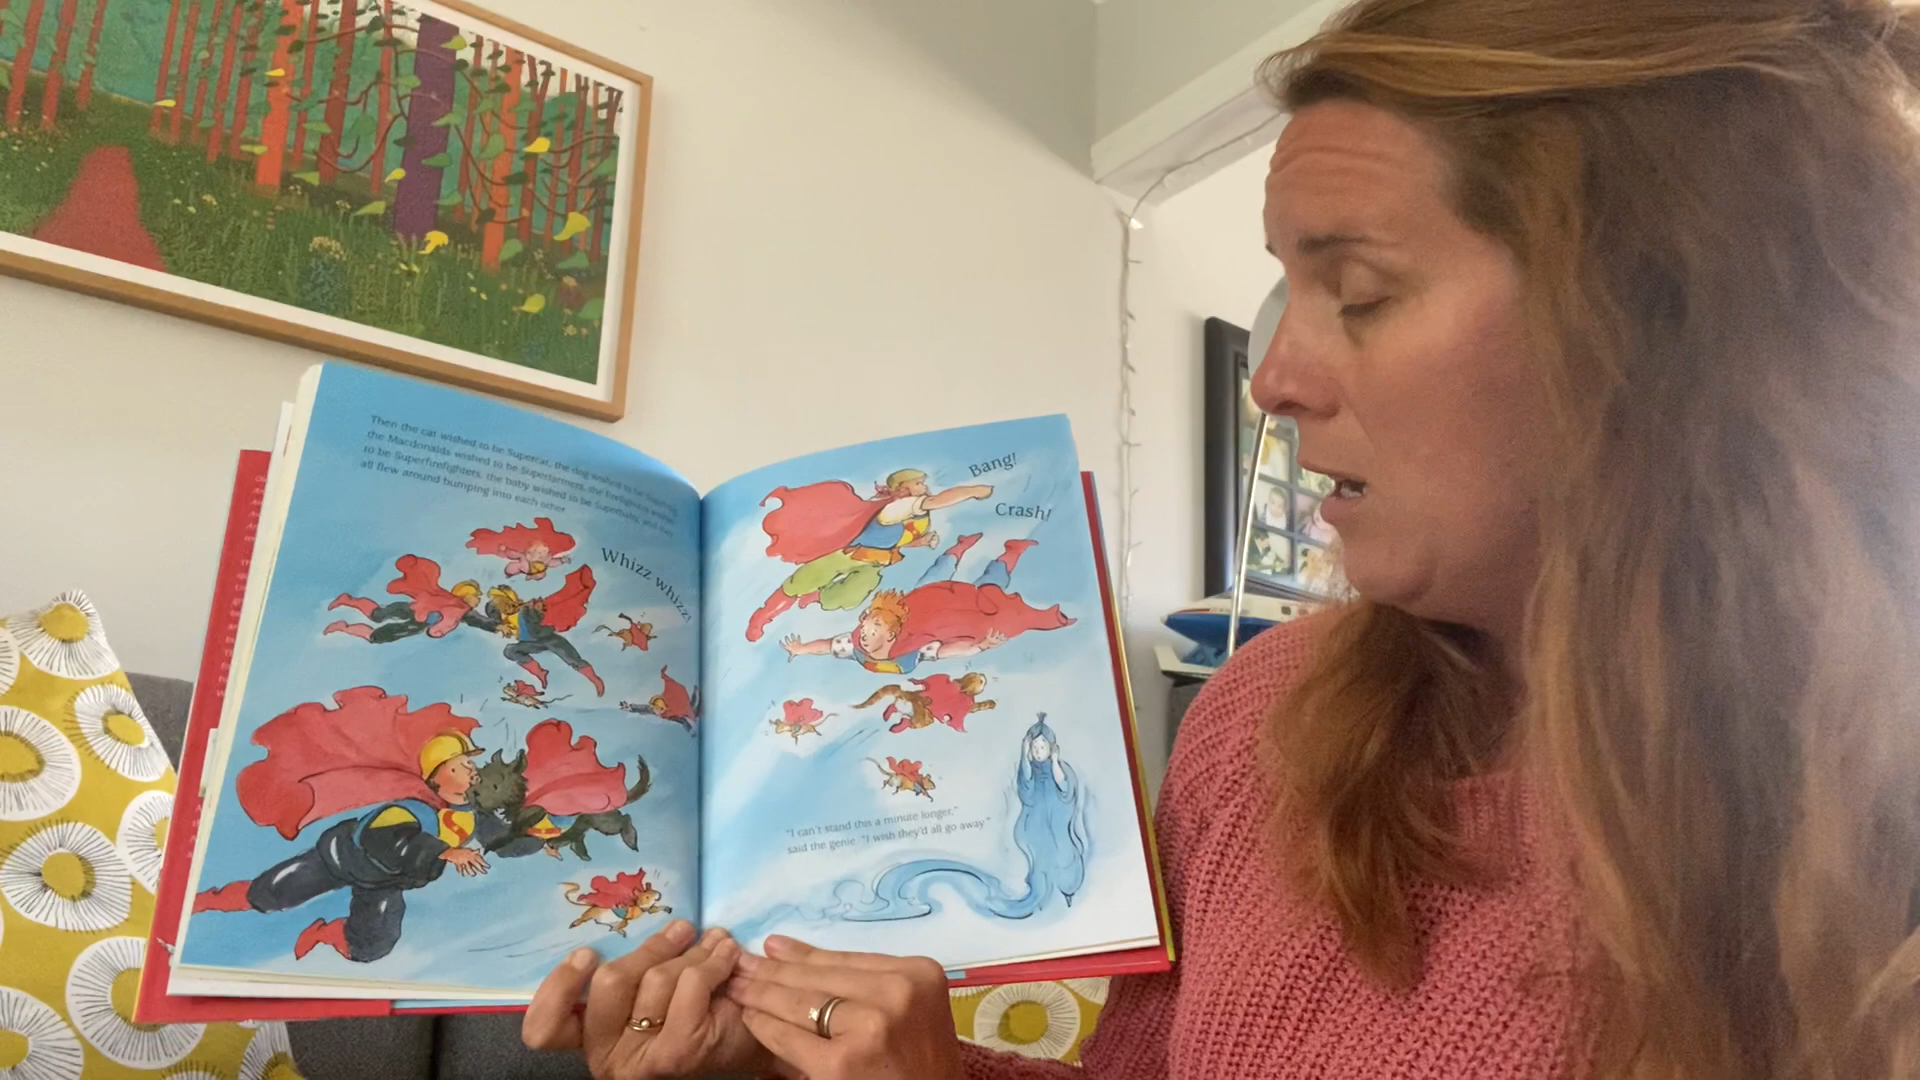 Then the cat wished to be Supercat, the dog wished to be Superdog,
the Macdonalds wished to be Superfarmers, the firefighters wished
to be Superfirefighters, the baby wished to be Superbaby, and they
all flew around bumping into each other.
Whizz whizz!
Bang!
Crash!
"I can't stand this a minute longer,"
said the genie. "I wish they'd all go away."